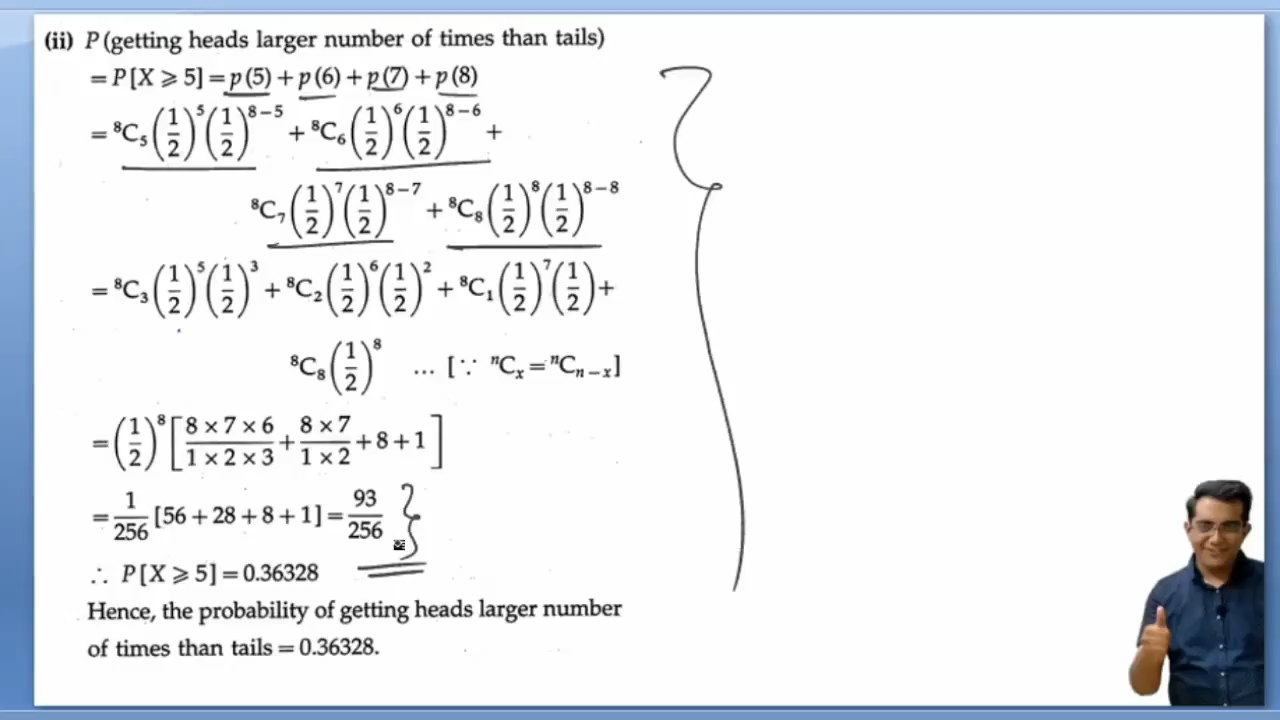 (ii) P(getting heads larger number of times than tails)
= P[X ⩾ 5] = p(5) + p(6) + p(7) + p(8)
= ⁸C₅(1/2)⁵(1/2)⁸⁻⁵ + ⁸C₆(1/2)⁶(1/2)⁸⁻⁶ +
⁸C₇(1/2)⁷(1/2)⁸⁻⁷ + ⁸C₈(1/2)⁸(1/2)⁸⁻⁸
= ⁸C₃(1/2)⁵(1/2)³ + ⁸C₂(1/2)⁶(1/2)² + ⁸C₁(1/2)⁷(1/2) +
⁸C₈(1/2)⁸ ... [∵ ⁿCₓ = ⁿCₙ₋ₓ]
= (1/2)⁸ [(8 × 7 × 6)/(1 × 2 × 3) + (8 × 7)/(1 × 2) + 8 + 1]
= 1/256 [56 + 28 + 8 + 1] = 93/256
∴ P[X ⩾ 5] = 0.36328
Hence, the probability of getting heads larger number
of times than tails = 0.36328.